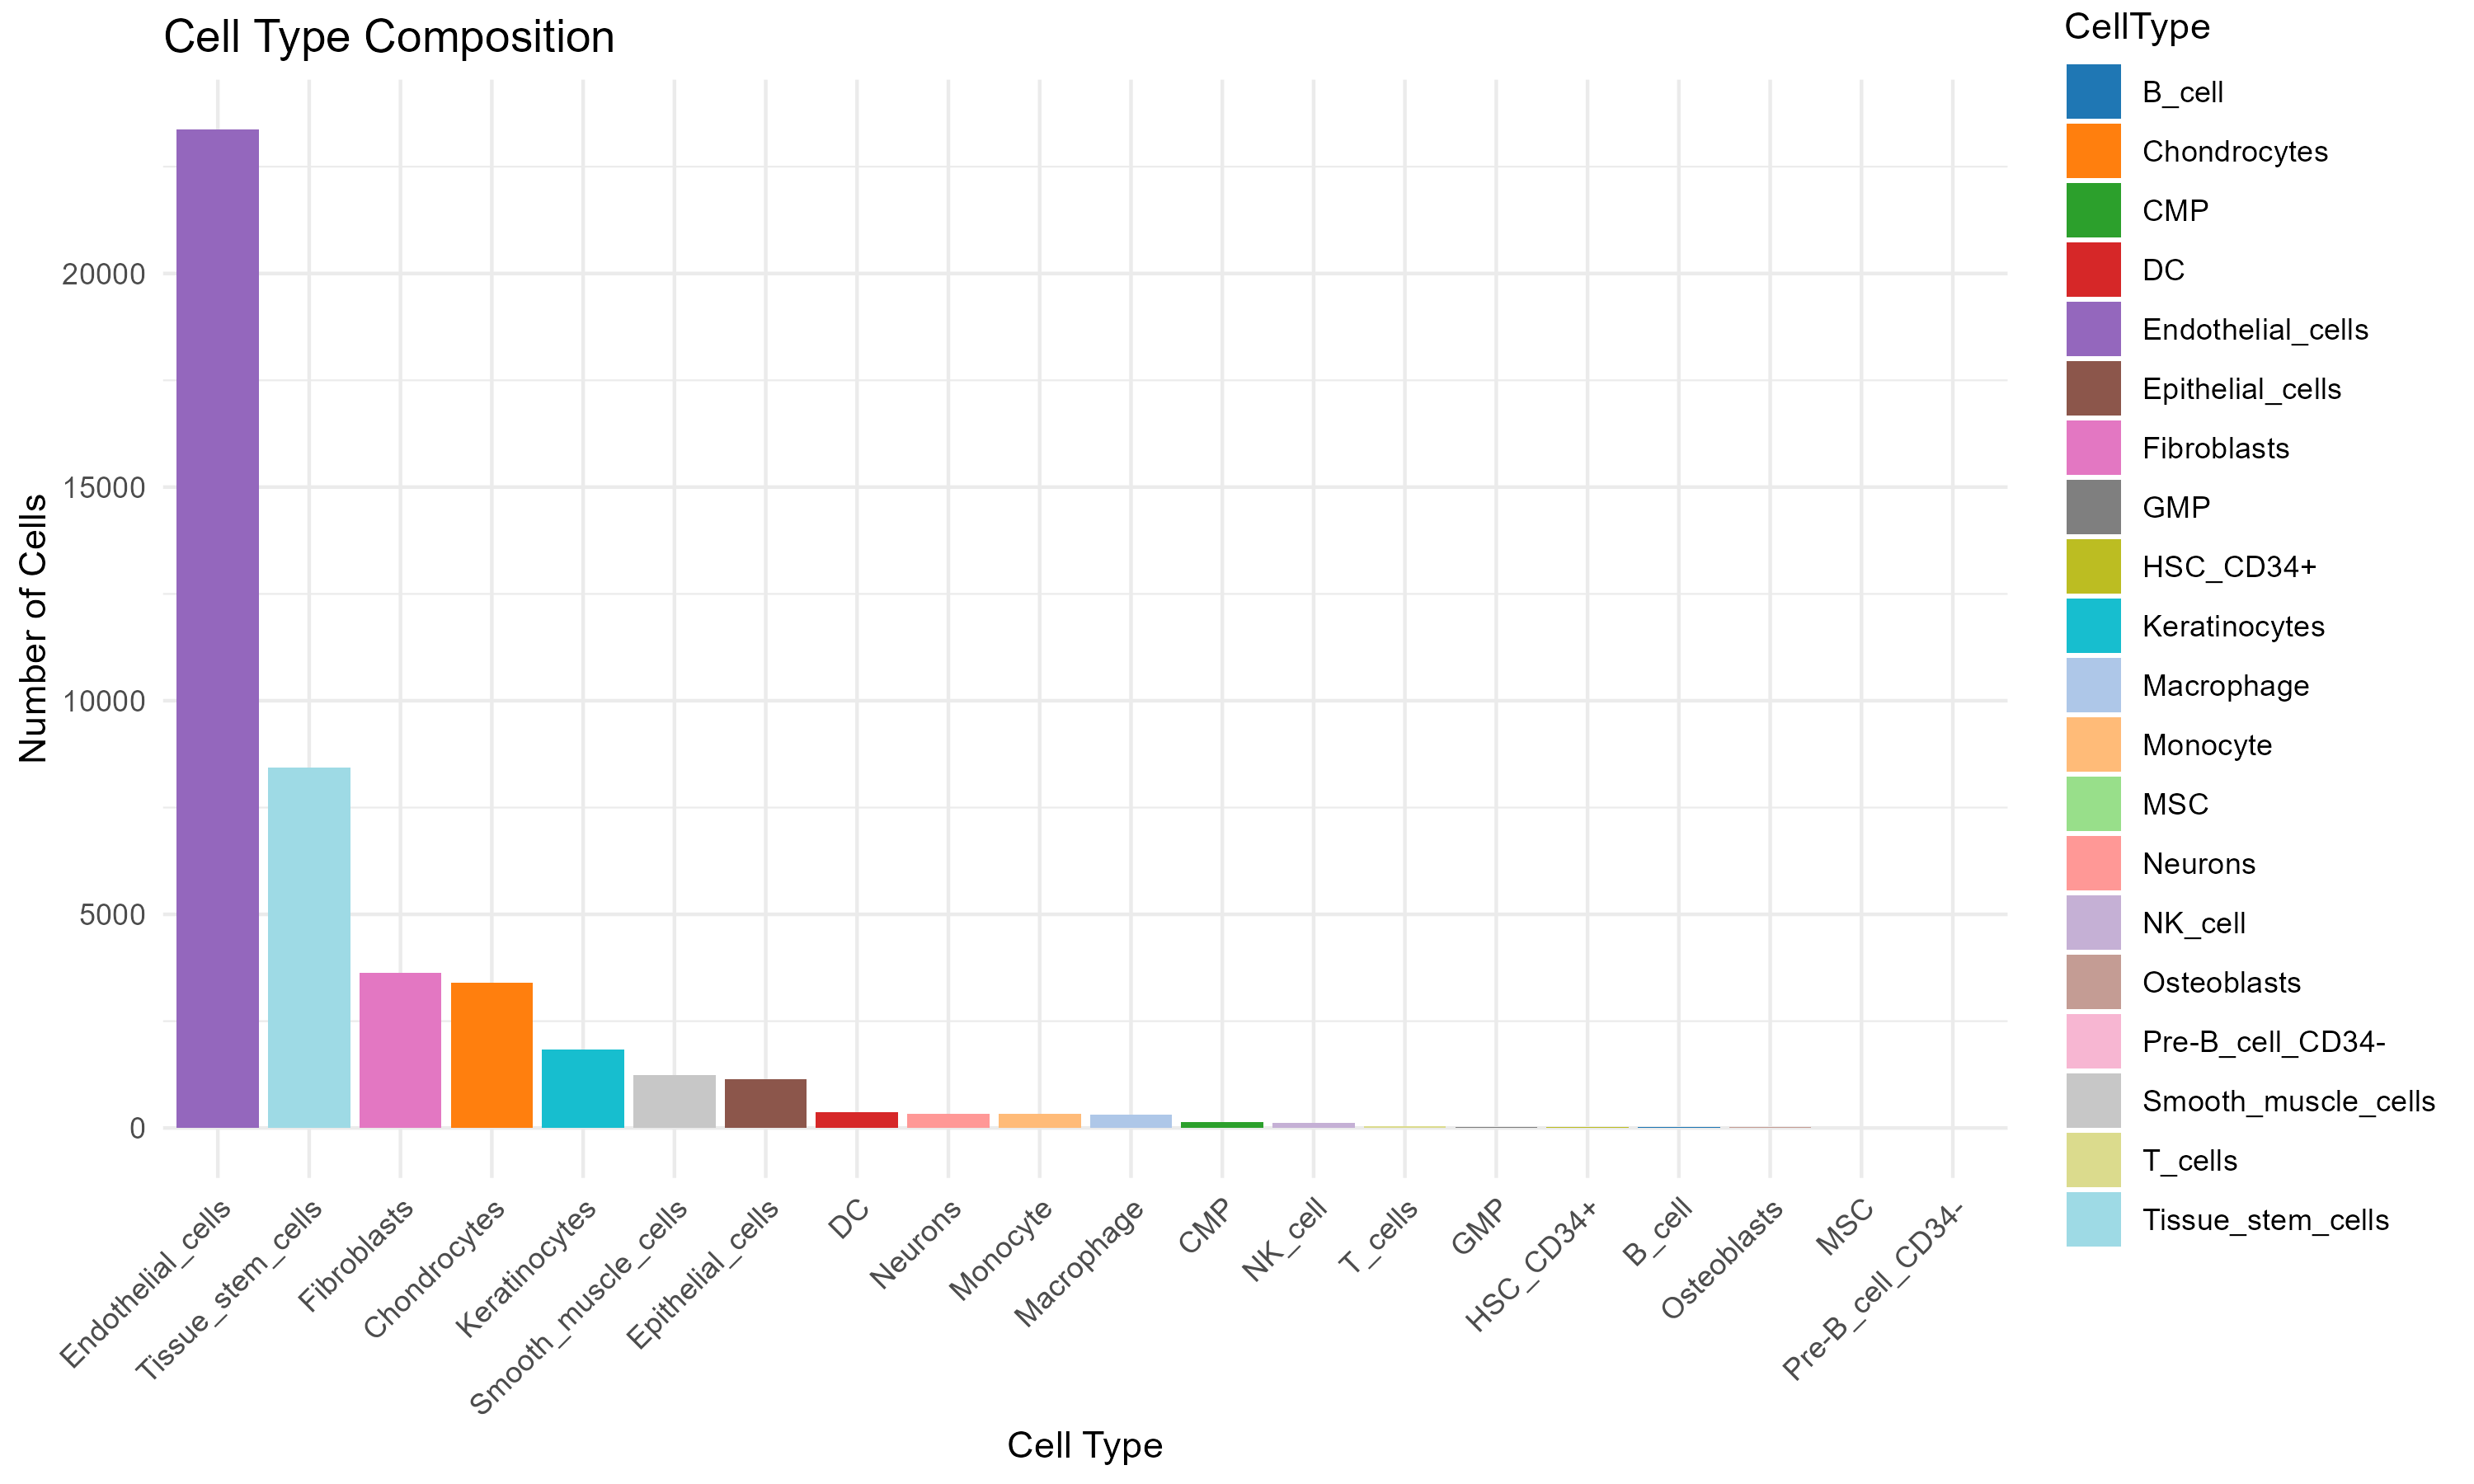 Cell Type Composition
Number of Cells
20000
15000
10000
5000
0
Endothelial_cells
Tissue_stem_cells
Fibroblasts
Chondrocytes
Keratinocytes
Smooth_muscle_cells
Epithelial_cells
DC
Neurons
Monocyte
Macrophage
CMP
NK_cell
T_cells
GMP
HSC_CD34+
B_cell
Osteoblasts
MSC
Pre-B_cell_CD34-
Cell Type
CellType
B_cell
Chondrocytes
CMP
DC
Endothelial_cells
Epithelial_cells
Fibroblasts
GMP
HSC_CD34+
Keratinocytes
Macrophage
Monocyte
MSC
Neurons
NK_cell
Osteoblasts
Pre-B_cell_CD34-
Smooth_muscle_cells
T_cells
Tissue_stem_cells